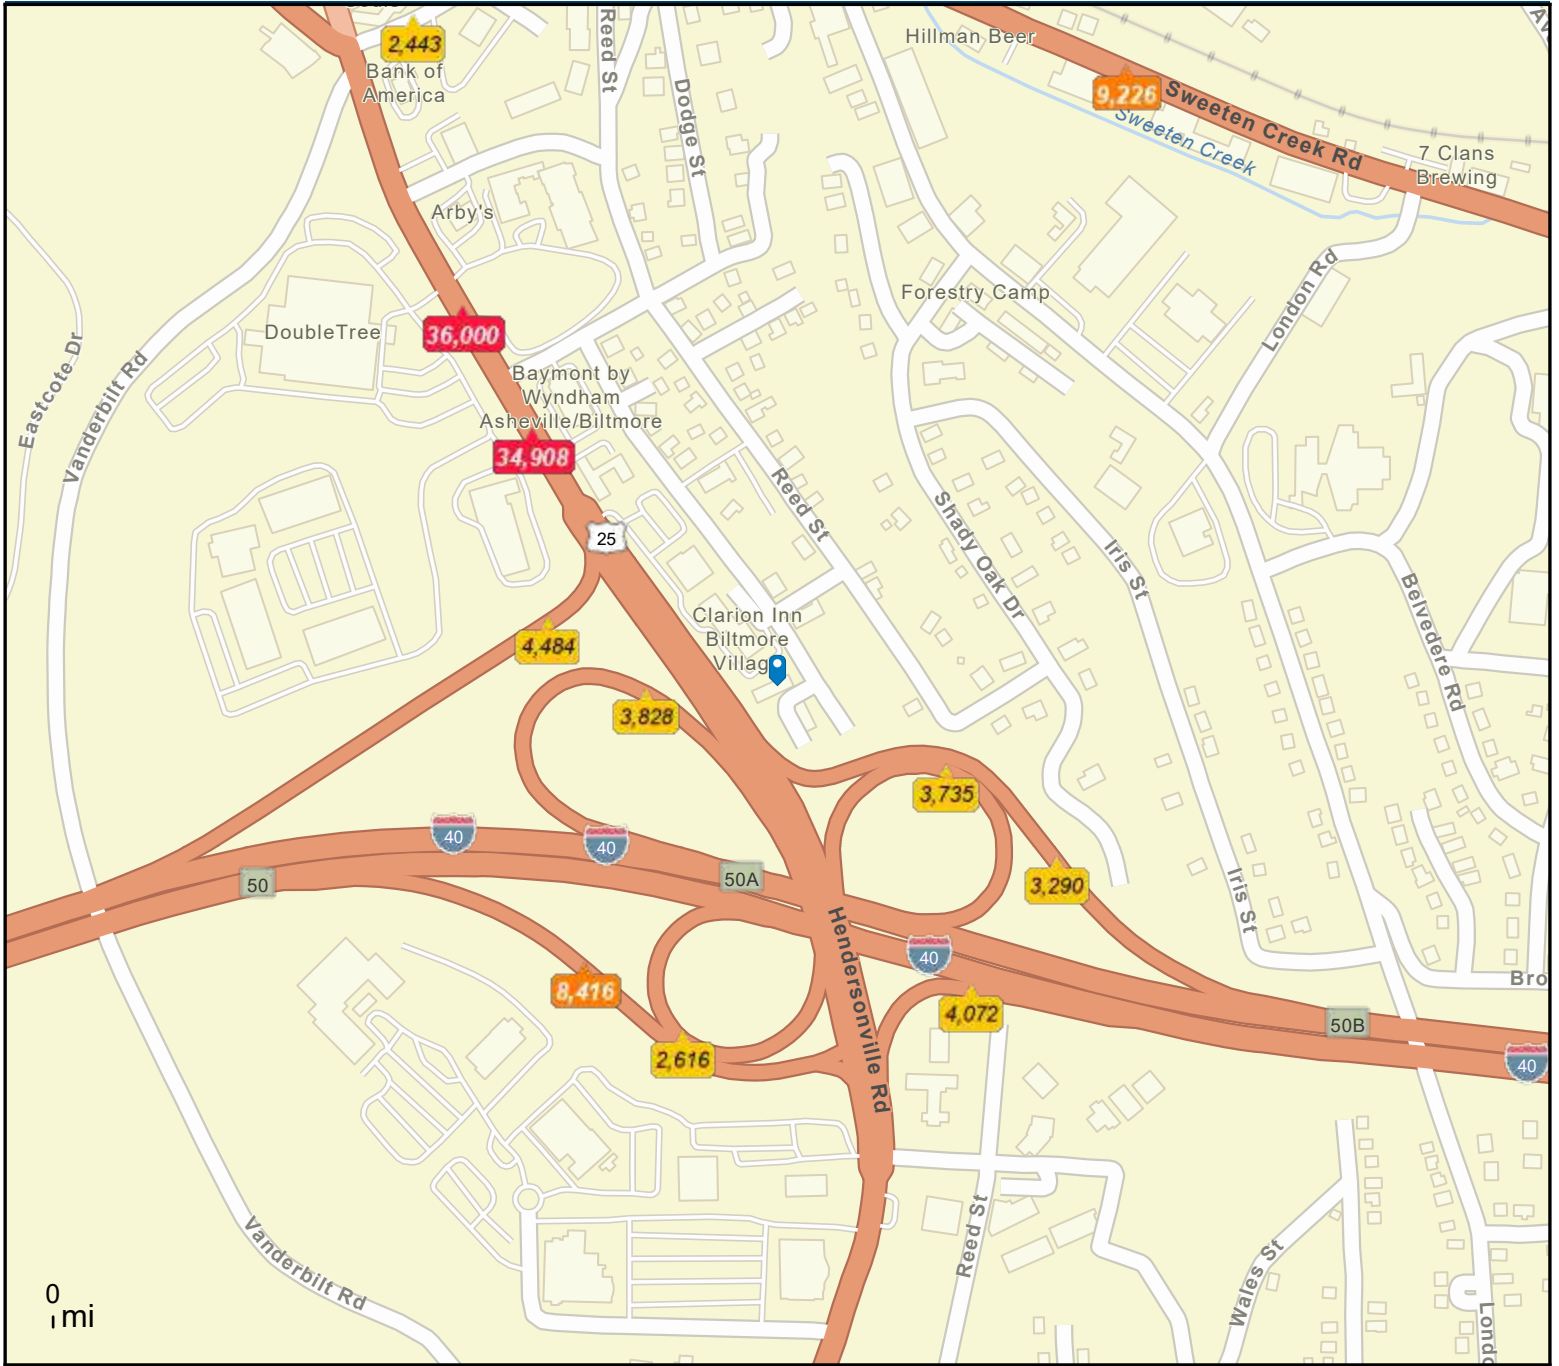 2,443
Bank of
America
Reed St
Dodge St
Hillman Beer
9,226
Sweeten Creek Rd
Sweeten Creek
7 Clans
Brewing
Arby's
London Rd
Forestry Camp
DoubleTree
36,000
Eastcote Dr
Vanderbilt Rd
Baymont by
Wyndham
Asheville/Biltmore
34,908
Reed St
Shady Oak Dr
Iris St
Belvedere Rd
25
Clarion Inn
Biltmore
Villag
4,484
3,828
3,735
40
40
50
50A
3,290
Iris St
Hendersonville Rd
40
8,416
4,072
Bro
50B
2,616
40
Reed St
Vanderbilt Rd
Wales St
Londo
0
mi